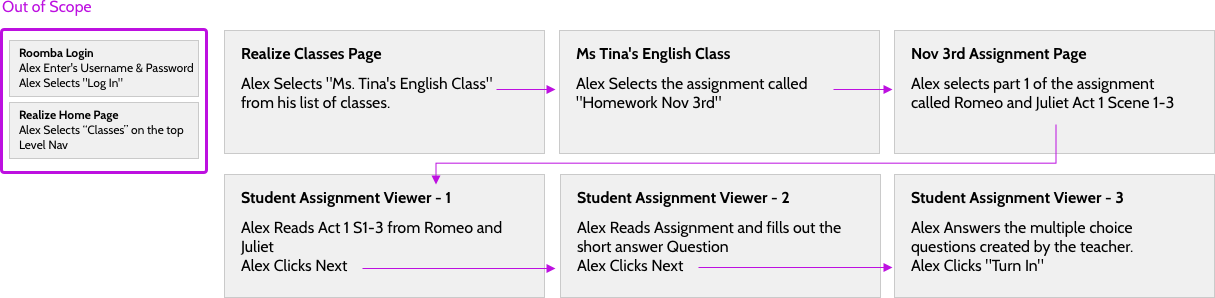 Out of Scope
Roomba Login
Alex Enter's Username & Password
Alex Selects "Log In"
Realize Home Page
Alex Selects "Classes” on the top
Level Nav
Realize Classes Page
Alex Selects "Ms. Tina's English Class"
from his list of classes.
Ms Tina's English Class
Alex Selects the assignment called
"Homework Nov 3rd"
Nov 3rd Assignment Page
Alex selects part 1 of the assignment
called Romeo and Juliet Act 1 Scene 1-3
Student Assignment Viewer - 1
Alex Reads Act 1 S1-3 from Romeo and
Juliet
Alex Clicks Next
Student Assignment Viewer - 2
Alex Reads Assignment and fills out the
short answer Question
Alex Clicks Next
Student Assignment Viewer - 3
Alex Answers the multiple choice
questions created by the teacher.
Alex Clicks "Turn In"